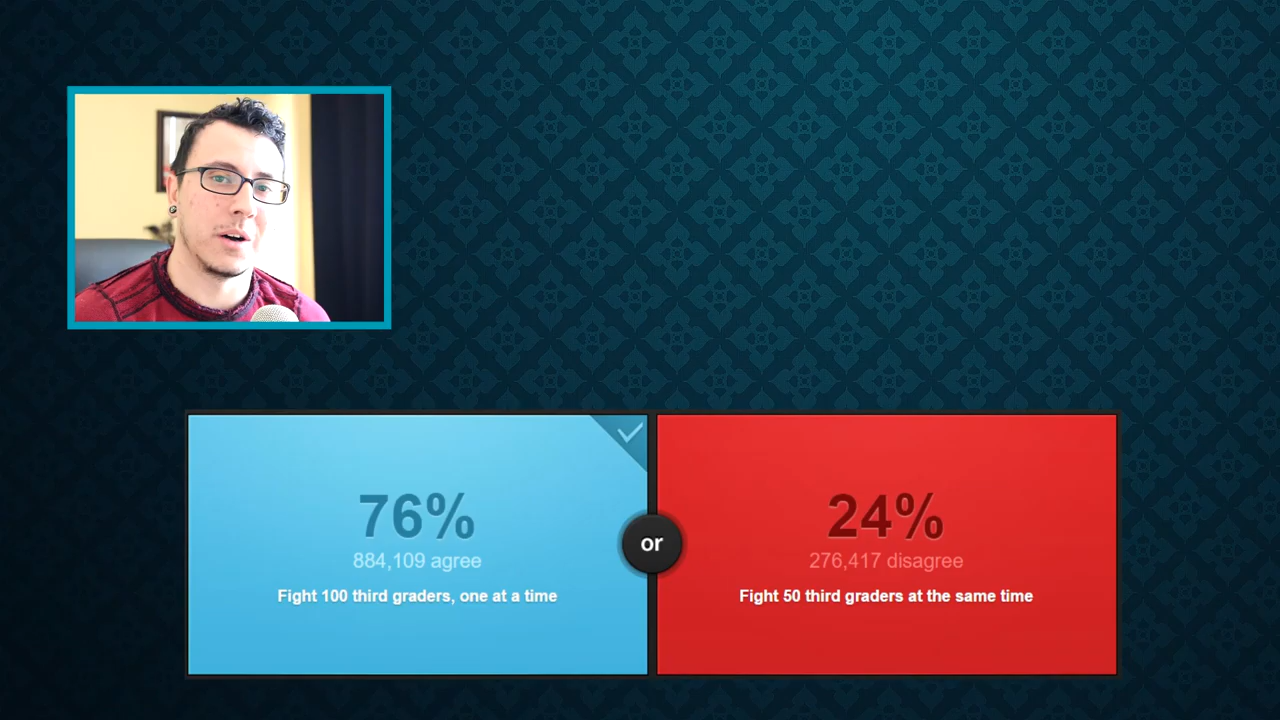 76%
884,109 agree
Fight 100 third graders, one at a time
or
24%
276,417 disagree
Fight 50 third graders at the same time